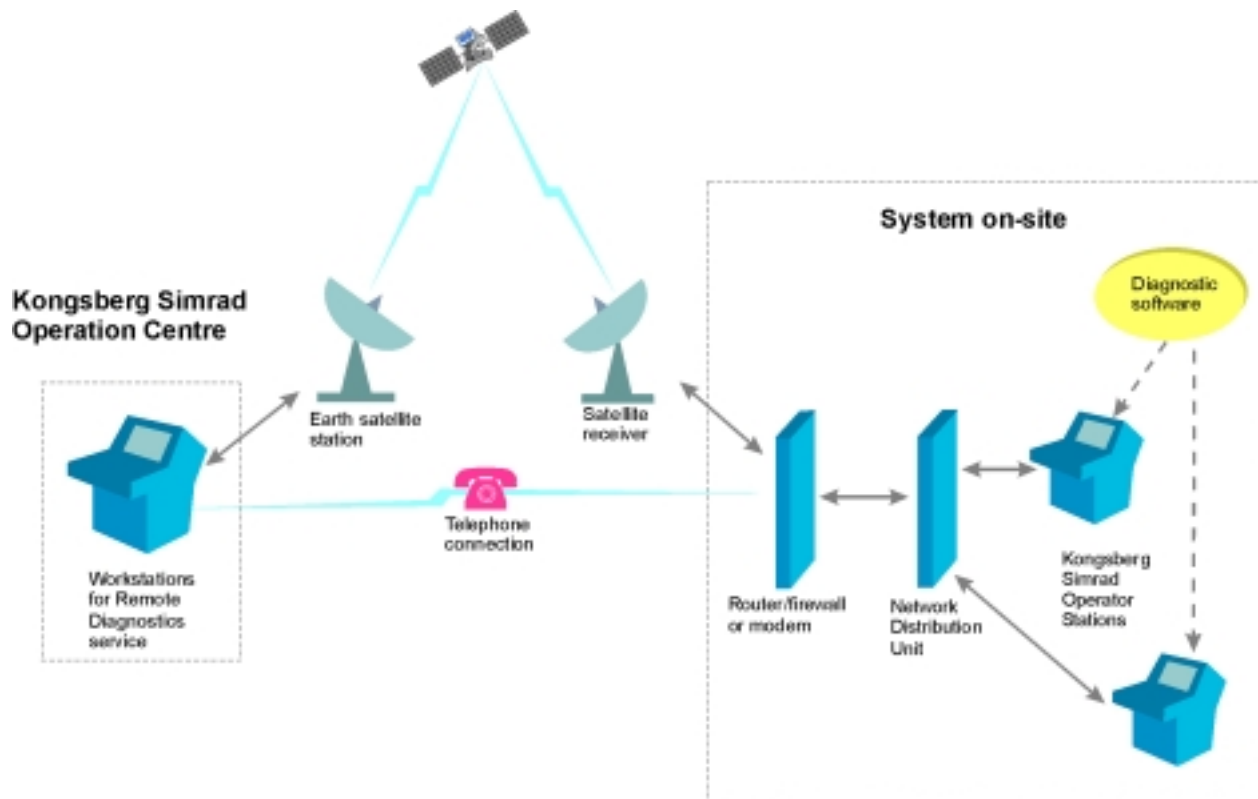 System on-site
Diagnostic
software
Kongsberg Simrad
Operation Centre
Earth satellite
station
Satellite
receiver
Telephone
connection
Workstations
for Remote
Diagnostics
service
Router/firewall
or modem
Network
Distribution
Unit
Kongsberg
Simrad
Operator
Stations